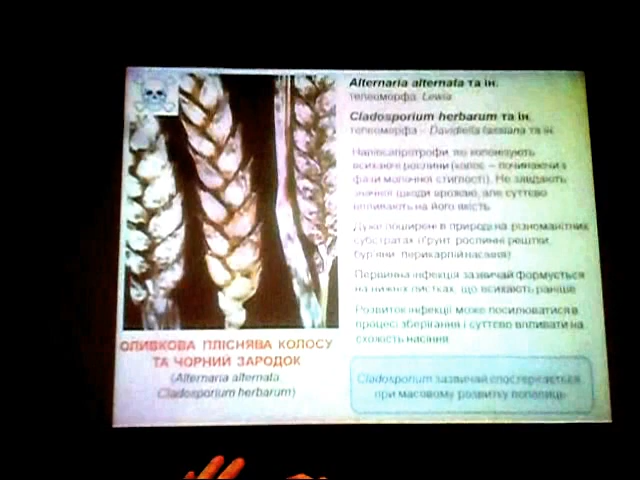 Alternaria alternata та ін.
телеоморфа Lewia
Cladosporium herbarum та ін.
телеоморфа – Davidiella tassiana та ін.
Напівсапротрофи, які колонізують
всихаючі рослини (колос – починаючи з
фази молочної стиглості). Не завдають
значної шкоди врожаю, але суттєво
впливають на його якість.
Дуже поширені в природі на різноманітних
субстратах (ґрунт, рослинні рештки,
бур'яни, перикарпій насіння)
Первинна інфекція зазвичай формується
на нижніх листках, що всихають раніше
Розвиток інфекції може посилюватися в
процесі зберігання і суттєво впливати на
схожість насіння.
ОЛИВКОВА ПЛІСНЯВА КОЛОСУ
ТА ЧОРНИЙ ЗАРОДОК
(Alternaria alternata,
Cladosporium herbarum)
Cladosporium зазвичай спостерігається
при масовому розвитку попелиць